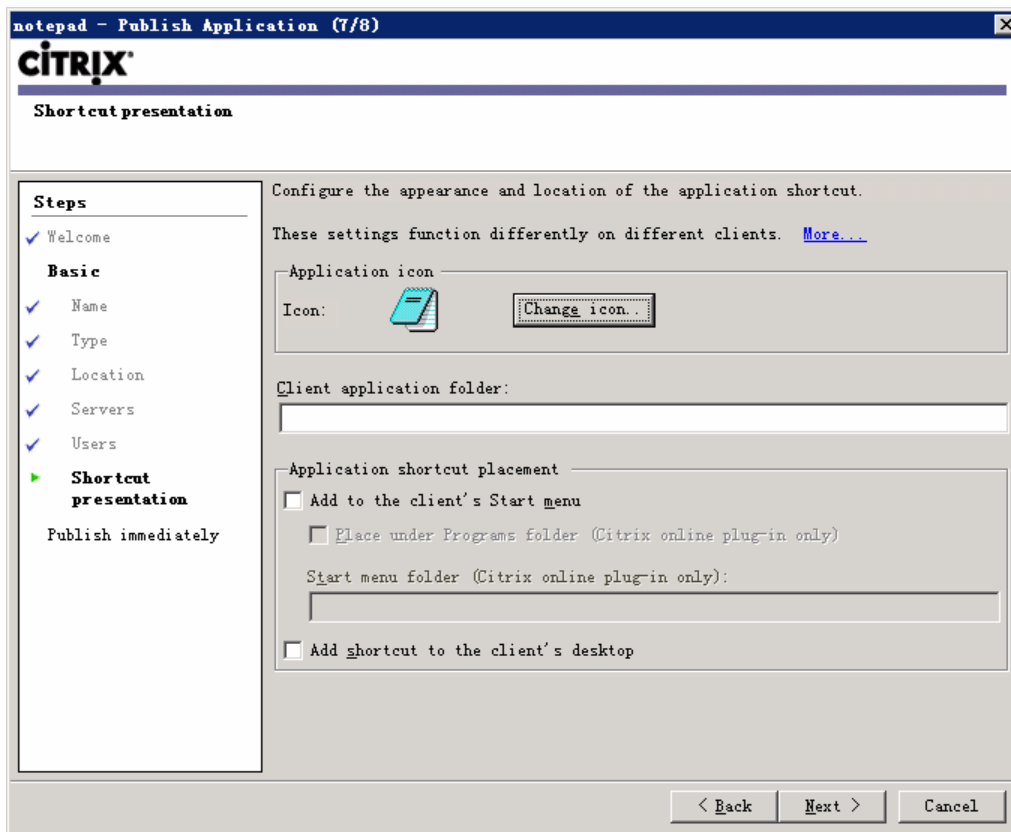 notepad - Publish Application (7/8)
CITRIX
Shortcut presentation
Steps
Welcome
Basic
Name
Type
Location
Servers
Users
Shortcut
presentation
Publish immediately
Configure the appearance and location of the application shortcut.
These settings function differently on different clients. More...
Application icon
Icon: Change icon..
Client application folder:
Application shortcut placement
Add to the client's Start menu
Place under Programs folder (Citrix online plug-in only)
Start menu folder (Citrix online plug-in only):
Add shortcut to the client's desktop
< Back Next > Cancel